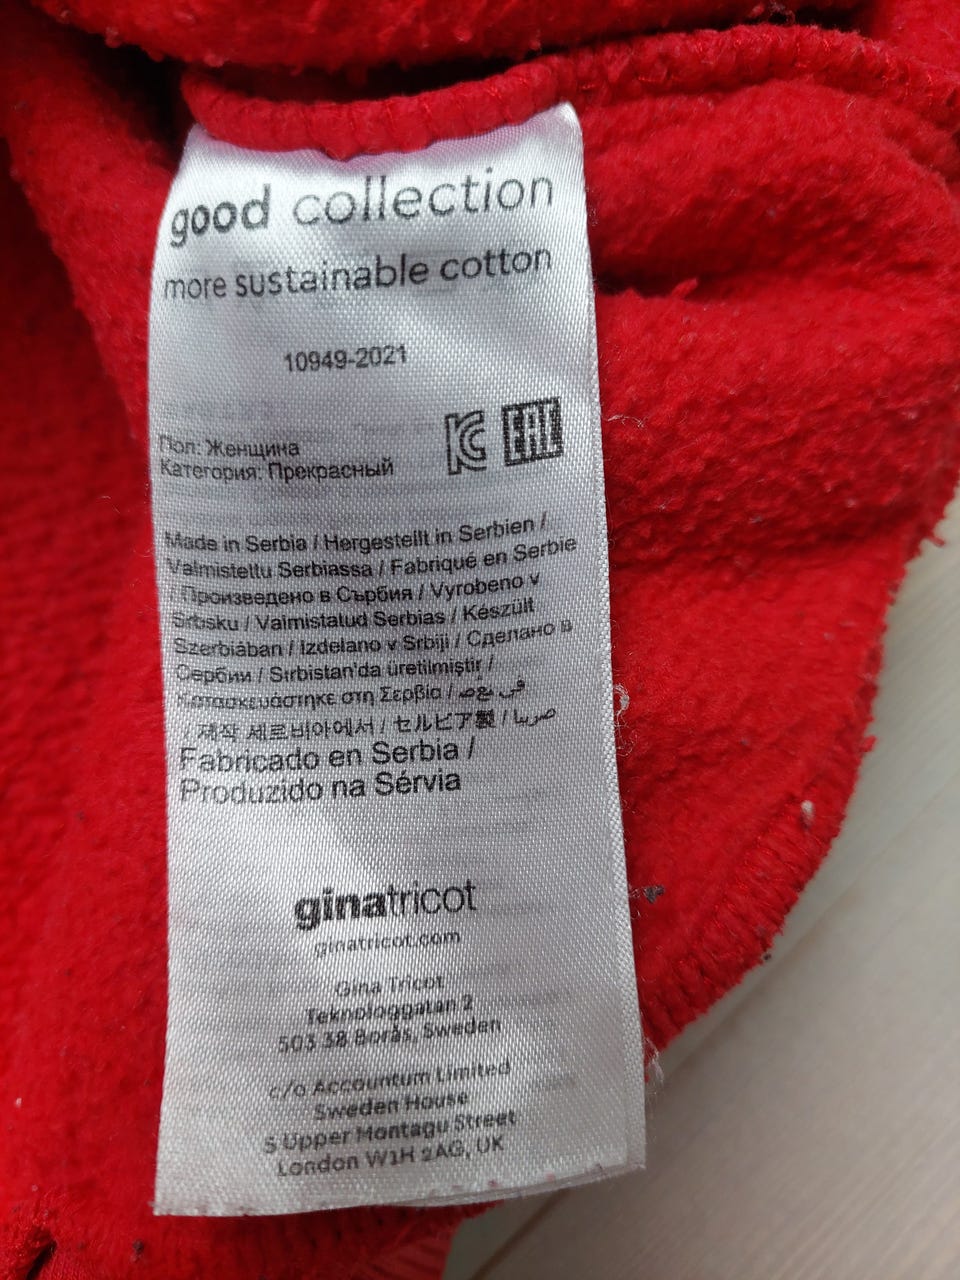 good collection
more sustainable cotton
10949-2021
Пол: Женщина
Категория: Прекрасный
EAC
Made in Serbia / Hergestellt in Serbien /
Valmistettu Serbiassa / Fabriqué en Serbie
/ Произведено в Сърбия / Vyrobeno v
Srbsku / Valmistatud Serbias / Készült
Szerbiában / Izdelano v Srbiji / Сделано в
Сербии / Sırbistan'da üretilmiştir /
Κατασκευάστηκε στη Σερβία / في صنع
/ 제작 세르비아에서 / セルビア製 / صربيا
Fabricado en Serbia /
Produzido na Sérvia
ginatricot
ginatricot.com
Gina Tricot
Teknologgatan 2
503 38 Borås, Sweden
c/o Accountum Limited
Sweden House
5 Upper Montagu Street
London W1H 2AG, UK